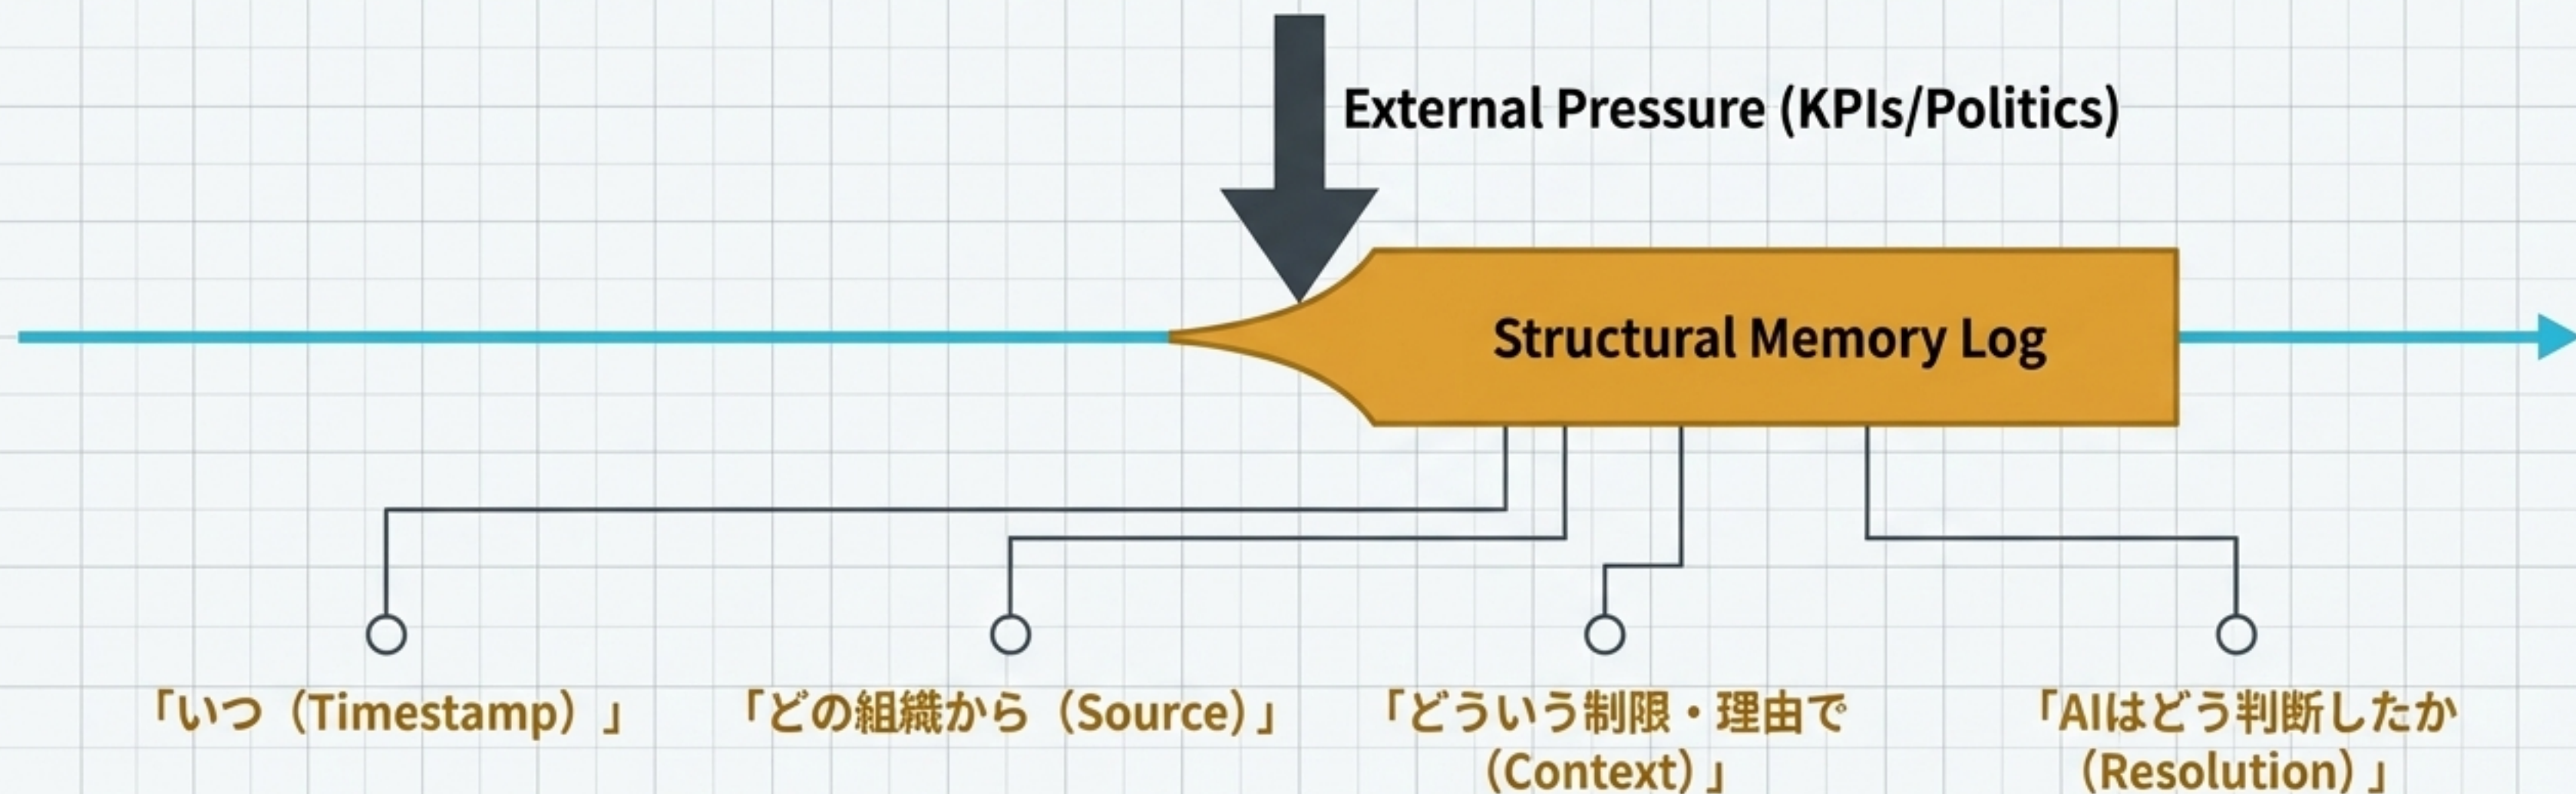 External Pressure (KPIs/Politics)
Structural Memory Log
「いつ（Timestamp）」
「どの組織から（Source）」
「どういう制限・理由で
（Context）」
「AIはどう判断したか
（Resolution）」